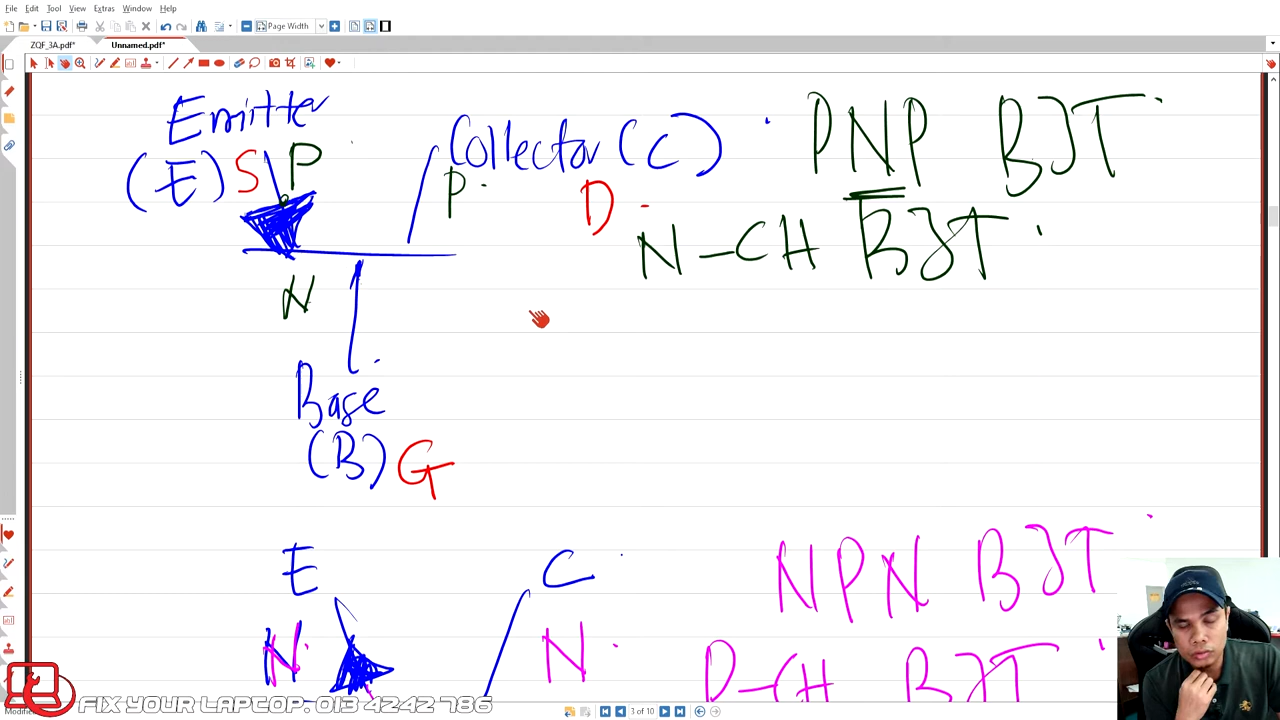 File Edit Tool View Extras Window Help
Page Width
ZQF_3A.pdf* Unnamed.pdf*
Emitter
(E) S P
Collector (C)
P
D
PNP BJT
N-CH BJT
N
Base
(B) G
E C
N N
NPN BJT
P-CH BJT
3 of 10
FIX YOUR LAPTOP: 013 4242 786